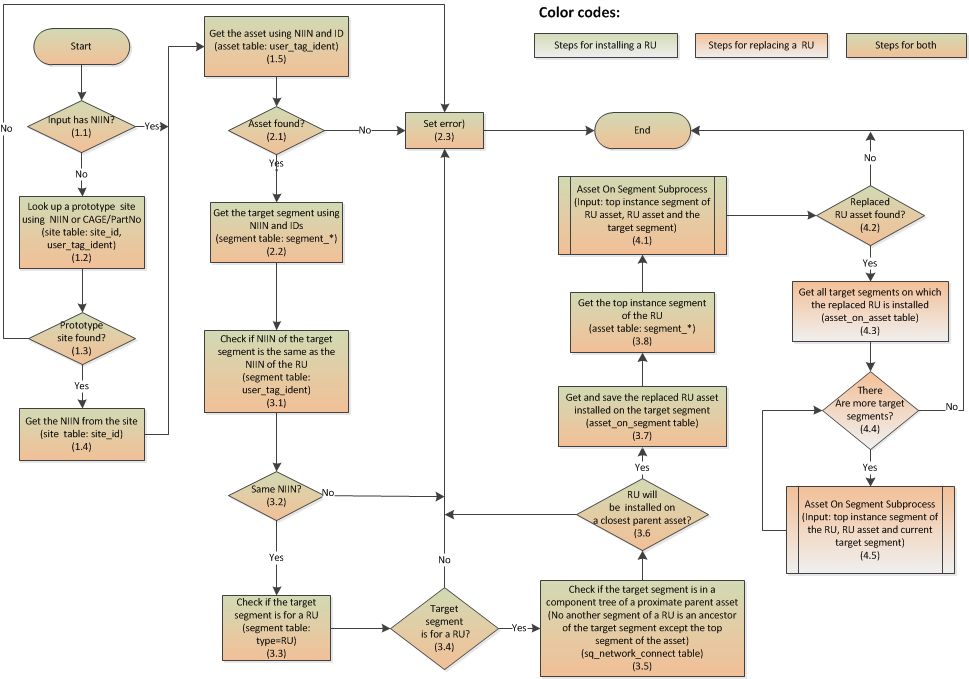 Color codes:
Steps for installing a RU
Steps for replacing a RU
Steps for both
Start
Input has NIIN?
(1.1)
Yes
No
Look up a prototype site
using NIIN or CAGE/PartNo
(site table: site_id,
user_tag_ident)
(1.2)
Prototype
site found?
(1.3)
No
Yes
Get the NIIN from the site
(site table: site_id)
(1.4)
Get the asset using NIIN and ID
(asset table: user_tag_ident)
(1.5)
Asset found?
(2.1)
No
Yes
Get the target segment using
NIIN and IDs
(segment table: segment_*)
(2.2)
Set error)
(2.3)
End
Check if NIIN of the target
segment is the same as the
NIIN of the RU
(segment table:
user_tag_ident)
(3.1)
Same NIIN?
(3.2)
No
Yes
Check if the target
segment is for a RU
(segment table:
type=RU)
(3.3)
Target
segment
is for a RU?
(3.4)
No
Yes
Check if the target segment is in a
component tree of a proximate parent asset
(No another segment of a RU is an ancestor
of the target segment except the top
segment of the asset)
(sq_network_connect table)
(3.5)
RU will
be installed on
a closest parent asset?
(3.6
Yes
Get and save the replaced RU asset
installed on the target segment
(asset_on_segment table)
(3.7)
Get the top instance segment
of the RU
(asset table: segment_*)
(3.8)
Asset On Segment Subprocess
(Input: top instance segment of
RU asset, RU asset and the
target segment)
(4.1)
Replaced
RU asset found?
(4.2)
No
Yes
Get all target segments on which
the replaced RU is installed
(asset_on_asset table)
(4.3)
There
Are more target
segments?
(4.4)
No
Yes
Asset On Segment Subprocess
(Input: top instance segment of
the RU, RU asset and current
target segment)
(4.5)